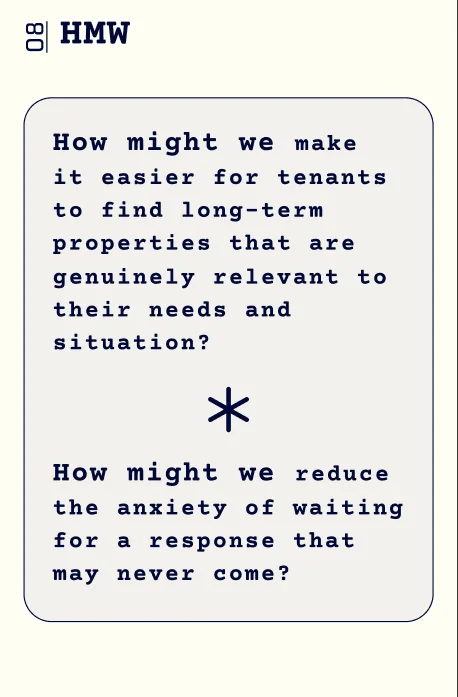 08 HMW
How might we make
it easier for tenants
to find long-term
properties that are
genuinely relevant to
their needs and
situation?
How might we reduce
the anxiety of waiting
for a response that
may never come?